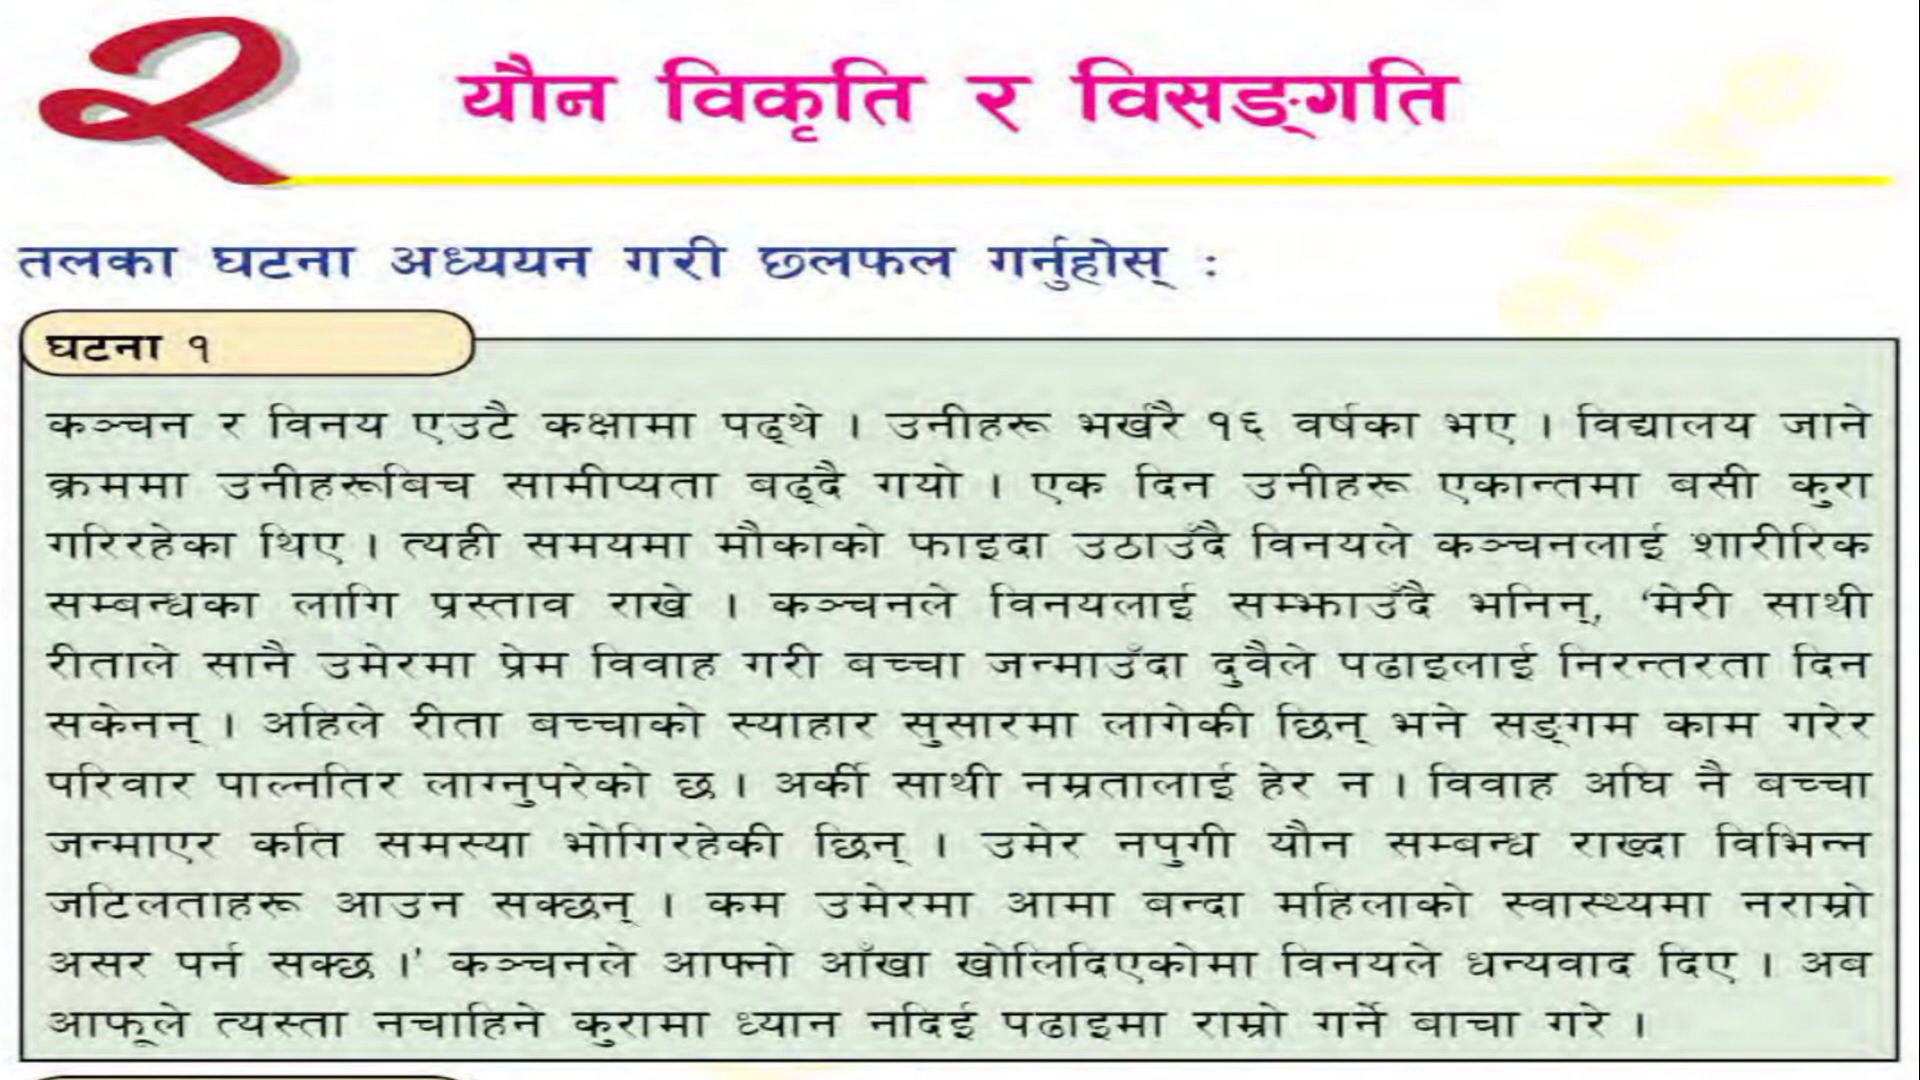 २
यौन विकृति र विसङ्गति
तलका घटना अध्ययन गरी छलफल गर्नुहोस् :
घटना १
कञ्चन र विनय एउटै कक्षामा पढ्थे । उनीहरू भर्खरै १६ वर्षका भए । विद्यालय जाने
क्रममा उनीहरूबिच सामीप्यता बढ्दै गयो । एक दिन उनीहरू एकान्तमा बसी कुरा
गरिरहेका थिए । त्यही समयमा मौकाको फाइदा उठाउँदै विनयले कञ्चनलाई शारीरिक
सम्बन्धका लागि प्रस्ताव राखे । कञ्चनले विनयलाई सम्झाउँदै भनिन्, 'मेरी साथी
रीताले सानै उमेरमा प्रेम विवाह गरी बच्चा जन्माउँदा दुवैले पढाइलाई निरन्तरता दिन
सकेनन् । अहिले रीता बच्चाको स्याहार सुसारमा लागेकी छिन् भने सङ्गम काम गरेर
परिवार पाल्नतिर लाग्नुपरेको छ । अर्की साथी नम्रतालाई हेर न । विवाह अघि नै बच्चा
जन्माएर कति समस्या भोगिरहेकी छिन् । उमेर नपुगी यौन सम्बन्ध राख्दा विभिन्न
जटिलताहरू आउन सक्छन् । कम उमेरमा आमा बन्दा महिलाको स्वास्थ्यमा नराम्रो
असर पर्न सक्छ ।' कञ्चनले आफ्नो आँखा खोलिदिएकोमा विनयले धन्यवाद दिए । अब
आफूले त्यस्ता नचाहिने कुरामा ध्यान नदिई पढाइमा राम्रो गर्ने बाचा गरे ।